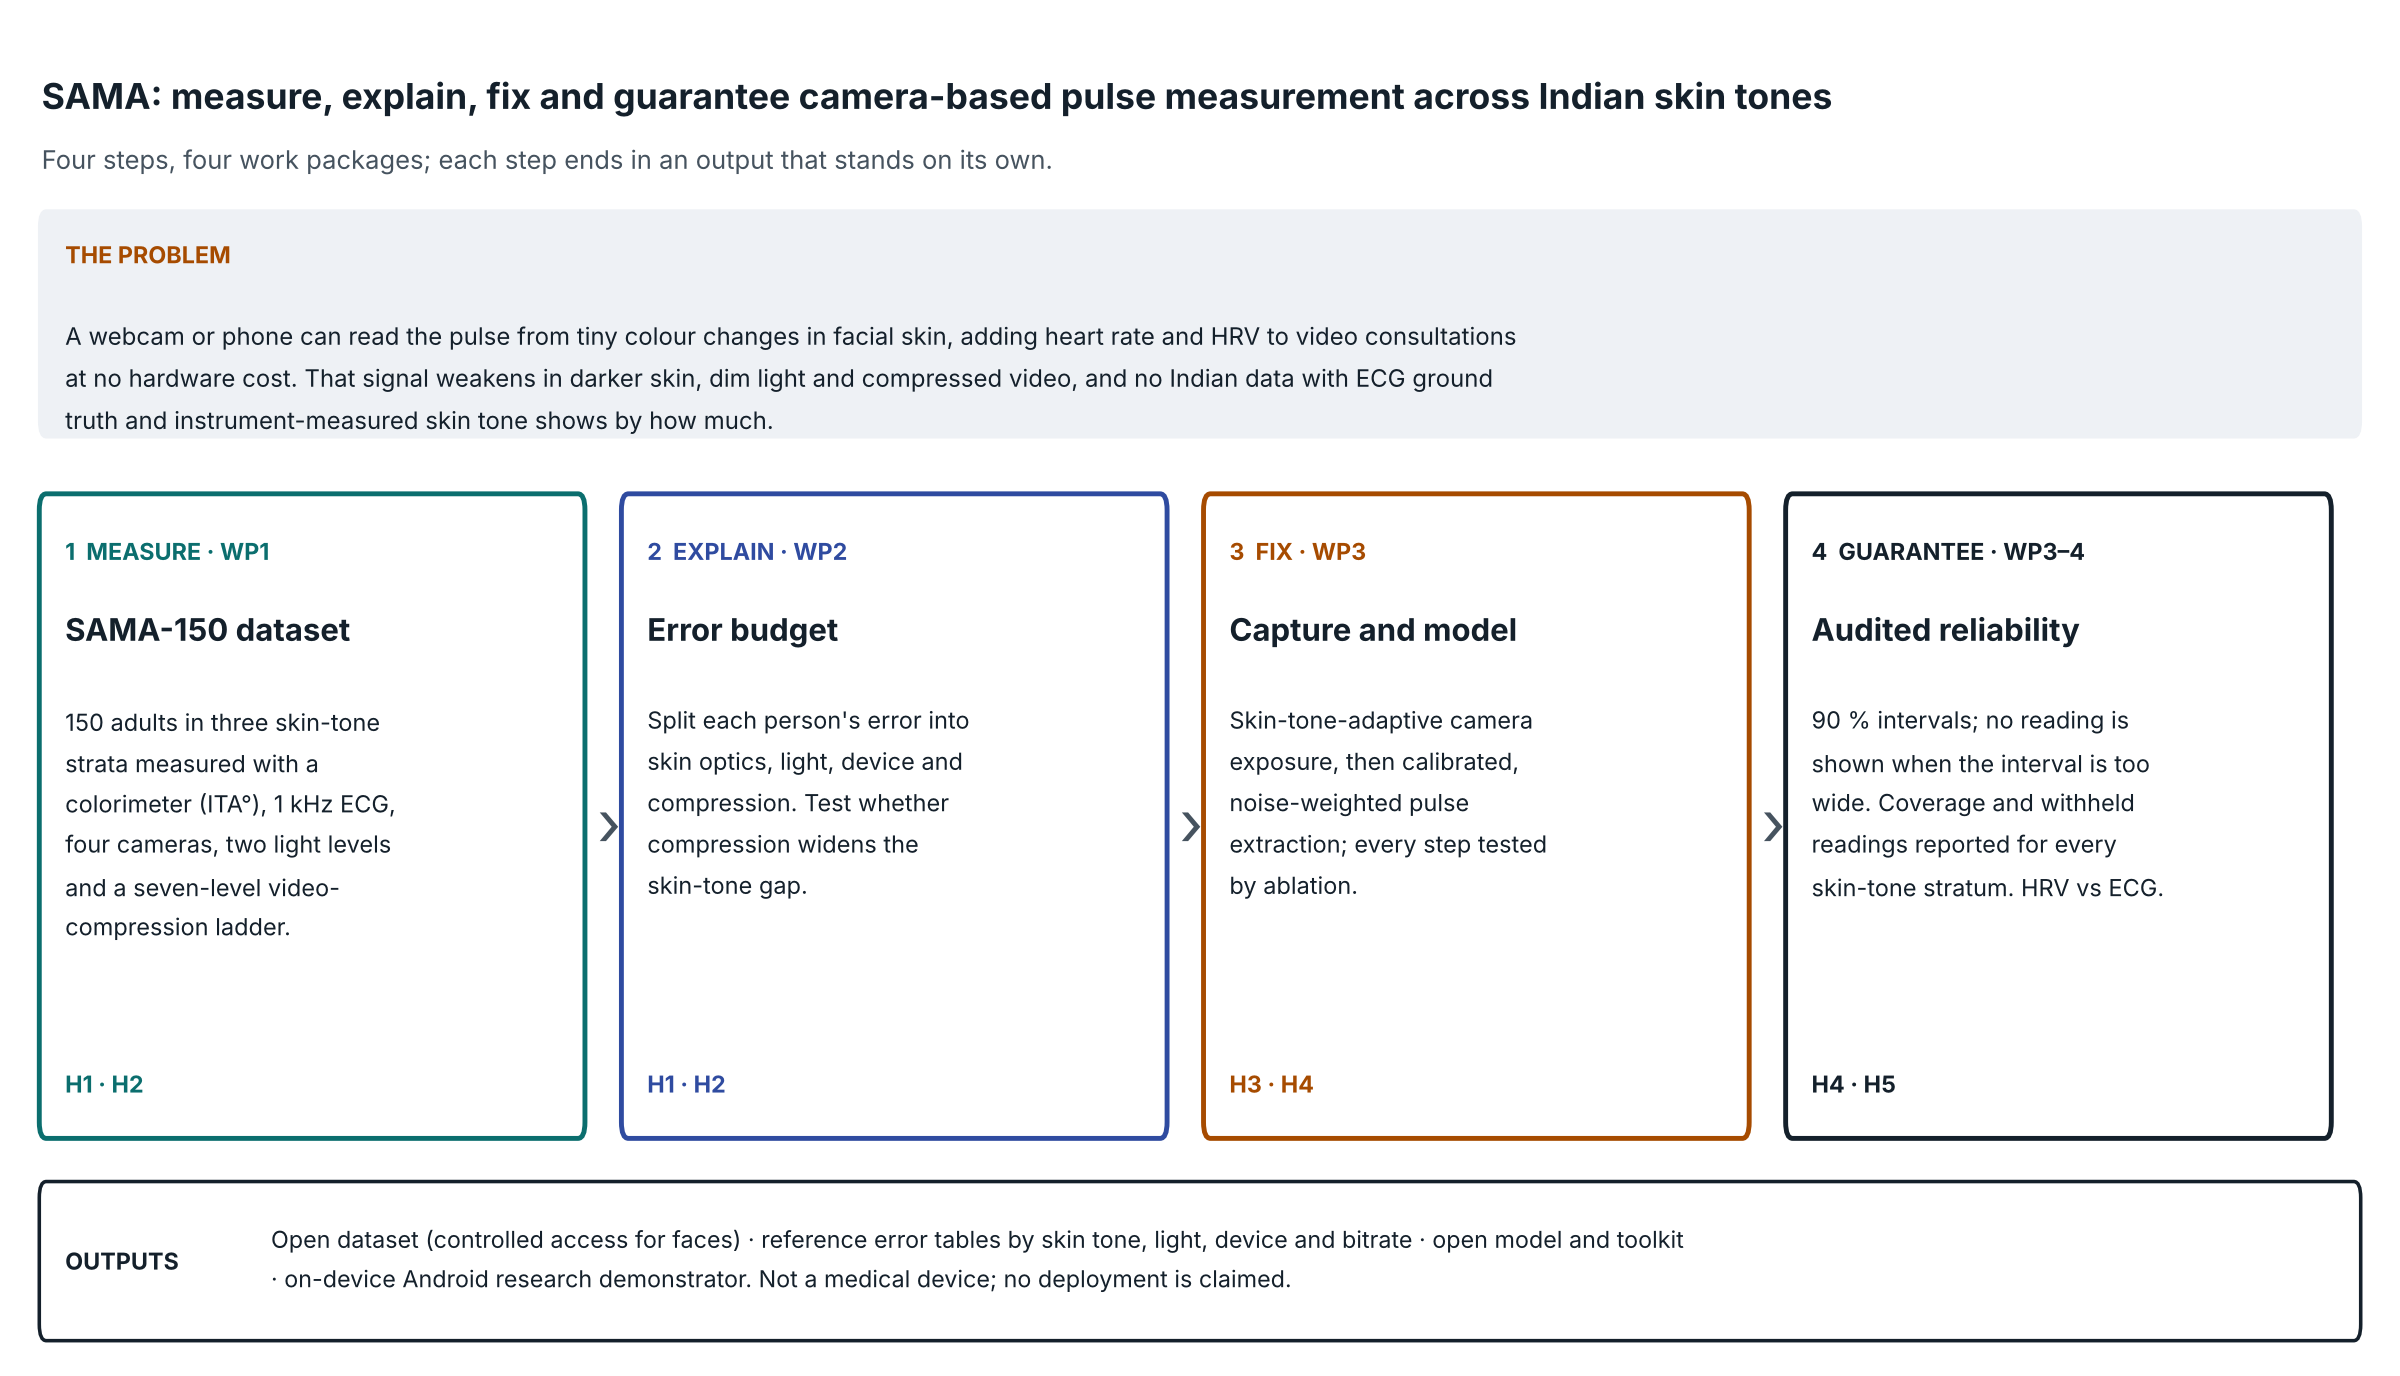 SAMA: measure, explain, fix and guarantee camera-based pulse measurement across Indian skin tones
Four steps, four work packages; each step ends in an output that stands on its own.
THE PROBLEM
A webcam or phone can read the pulse from tiny colour changes in facial skin, adding heart rate and HRV to video consultations
at no hardware cost. That signal weakens in darker skin, dim light and compressed video, and no Indian data with ECG ground
truth and instrument-measured skin tone shows by how much.
1 MEASURE · WP1
SAMA-150 dataset
150 adults in three skin-tone
strata measured with a
colorimeter (ITA°), 1 kHz ECG,
four cameras, two light levels
and a seven-level video-
compression ladder.
H1 · H2
›
2 EXPLAIN · WP2
Error budget
Split each person's error into
skin optics, light, device and
compression. Test whether
compression widens the
skin-tone gap.
H1 · H2
›
3 FIX · WP3
Capture and model
Skin-tone-adaptive camera
exposure, then calibrated,
noise-weighted pulse
extraction; every step tested
by ablation.
H3 · H4
›
4 GUARANTEE · WP3–4
Audited reliability
90 % intervals; no reading is
shown when the interval is too
wide. Coverage and withheld
readings reported for every
skin-tone stratum. HRV vs ECG.
H4 · H5
OUTPUTS
Open dataset (controlled access for faces) · reference error tables by skin tone, light, device and bitrate · open model and toolkit
· on-device Android research demonstrator. Not a medical device; no deployment is claimed.